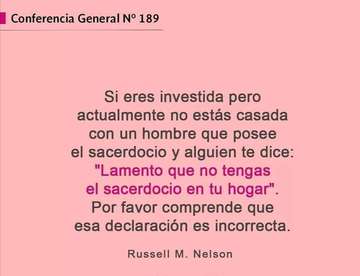 Conferencia General Nº 189
Si eres investida pero
actualmente no estás casada
con un hombre que posee
el sacerdocio y alguien te dice:
"Lamento que no tengas
el sacerdocio en tu hogar".
Por favor comprende que
esa declaración es incorrecta.
Russell M. Nelson